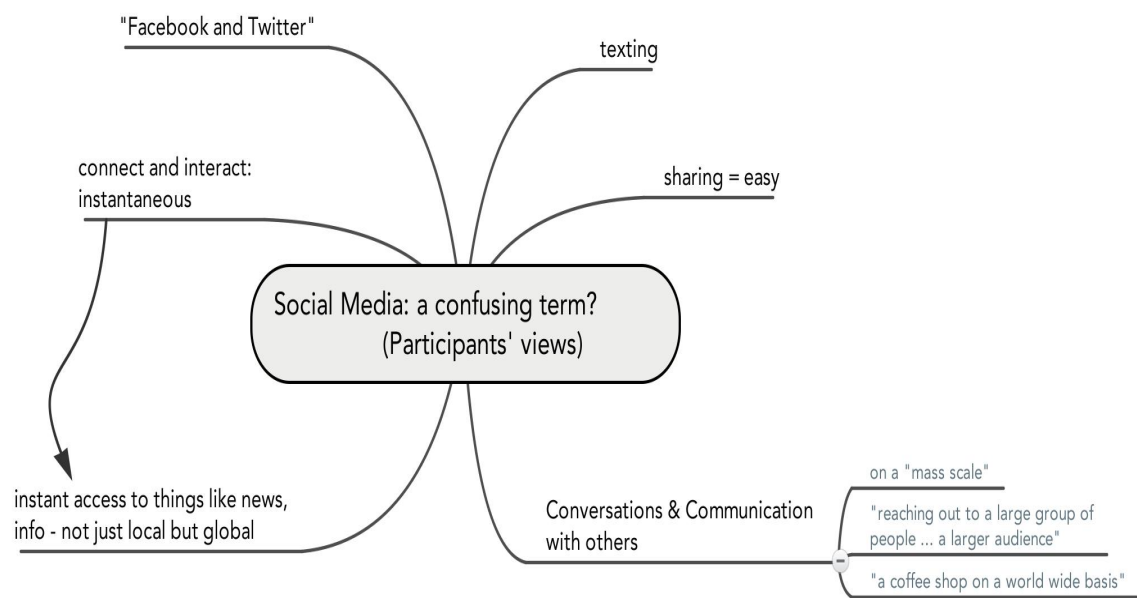 "Facebook and Twitter"
texting
connect and interact:
instantaneous
sharing = easy
Social Media: a confusing term?
(Participants' views)
instant access to things like news,
info - not just local but global
Conversations & Communication
with others
on a "mass scale"
"reaching out to a large group of
people ... a larger audience"
"a coffee shop on a world wide basis"